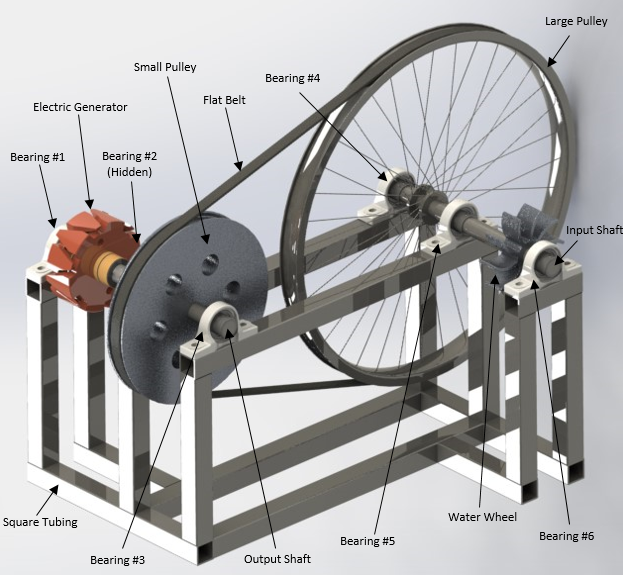 Large Pulley
Small Pulley
Bearing #4
Flat Belt
Electric Generator
Bearing #1
Bearing #2
(Hidden)
Input Shaft
Square Tubing
Water Wheel
Bearing #6
Bearing #5
Bearing #3
Output Shaft